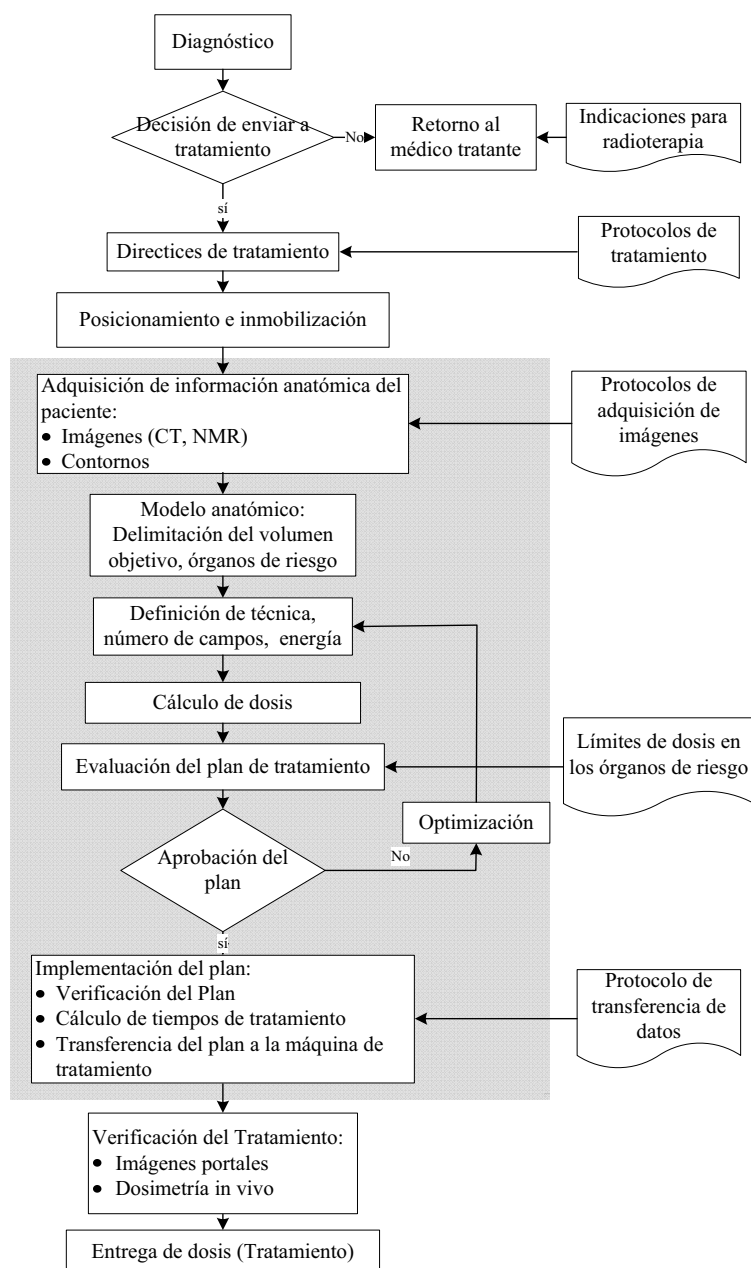 Diagnóstico
Decisión de enviar a
tratamiento
No
Retorno al
médico tratante
Indicaciones para
radioterapia
sí
Directices de tratamiento
Protocolos de
tratamiento
Posicionamiento e inmobilización
Adquisición de información anatómica del
paciente:
• Imágenes (CT, NMR)
• Contornos
Protocolos de
adquisición de
imágenes
Modelo anatómico:
Delimitación del volumen
objetivo, órganos de riesgo
Definición de técnica,
número de campos, energía
Cálculo de dosis
Evaluación del plan de tratamiento
Límites de dosis en
los órganos de riesgo
Optimización
Aprobación del
plan
No
sí
Implementación del plan:
• Verificación del Plan
• Cálculo de tiempos de tratamiento
• Transferencia del plan a la máquina de
tratamiento
Protocolo de
transferencia de
datos
Verificación del Tratamiento:
• Imágenes portales
• Dosimetría in vivo
Entrega de dosis (Tratamiento)